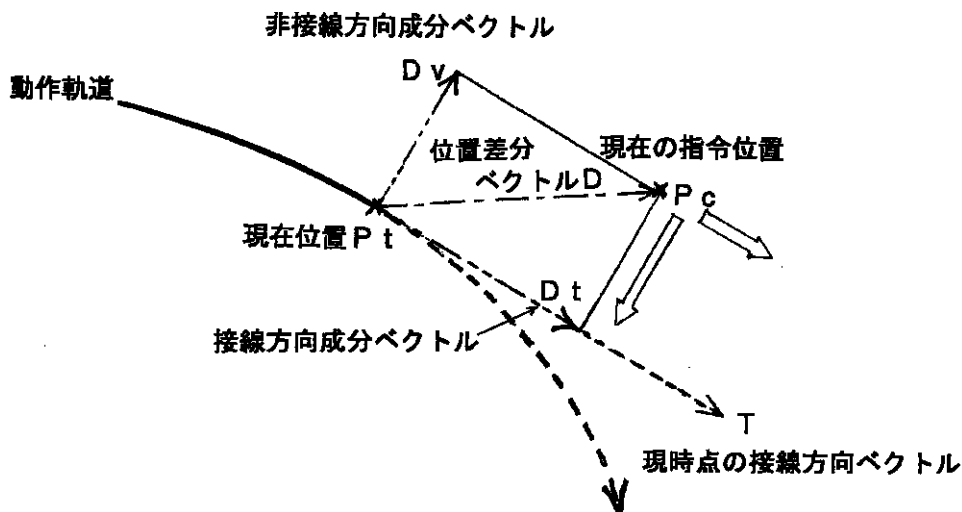 非接線方向成分ベクトル
Dv
動作軌道
位置差分
ベクトルD
現在の指令位置
Pc
現在位置Pt
Dt
接線方向成分ベクトル
T
現時点の接線方向ベクトル